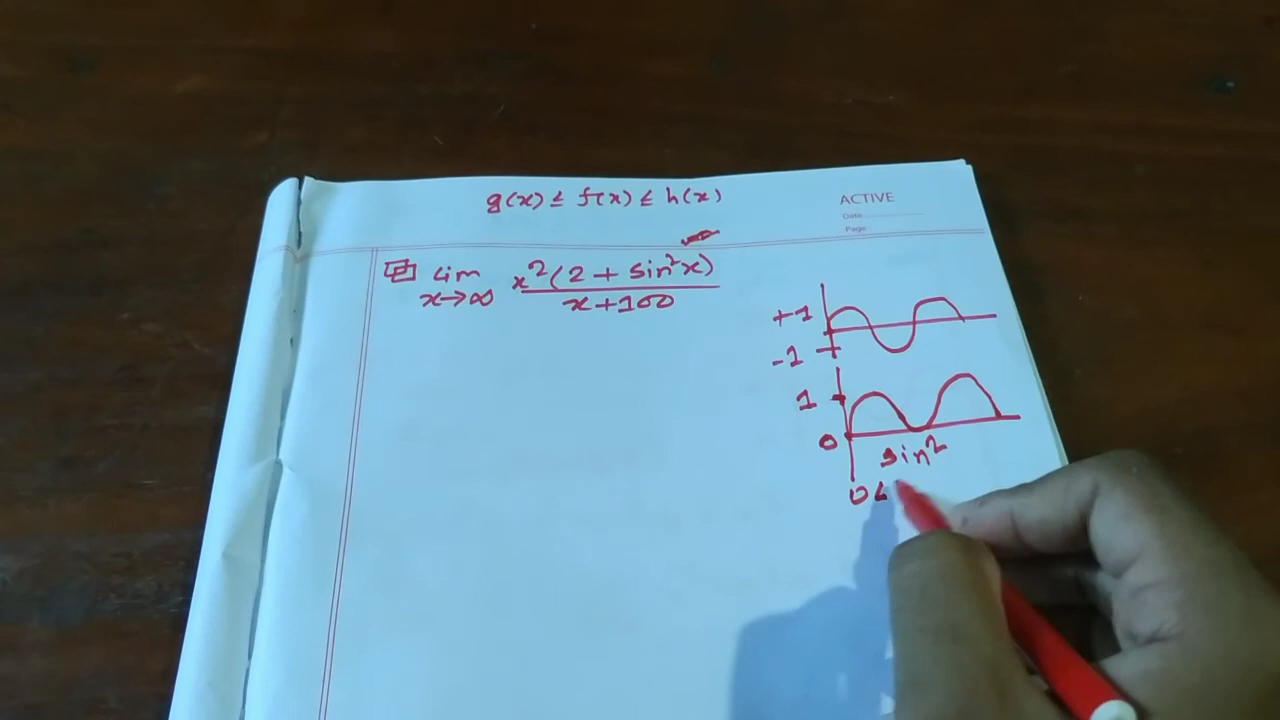 g(x) ≤ f(x) ≤ h(x)
ACTIVE
Date
Page
lim x→∞ x²(2 + sin²x) / x+100
+1
-1
1
0
sin²
0 <